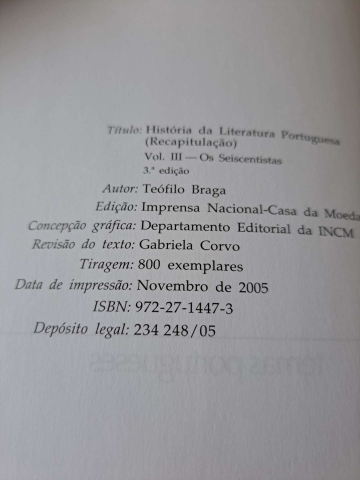 Título: História da Literatura Portuguesa
(Recapitulação)
Vol. III — Os Seiscentistas
3.ª edição
Autor: Teófilo Braga
Edição: Imprensa Nacional-Casa da Moeda
Concepção gráfica: Departamento Editorial da INCM
Revisão do texto: Gabriela Corvo
Tiragem: 800 exemplares
Data de impressão: Novembro de 2005
ISBN: 972-27-1447-3
Depósito legal: 234 248/05
temas portugueses